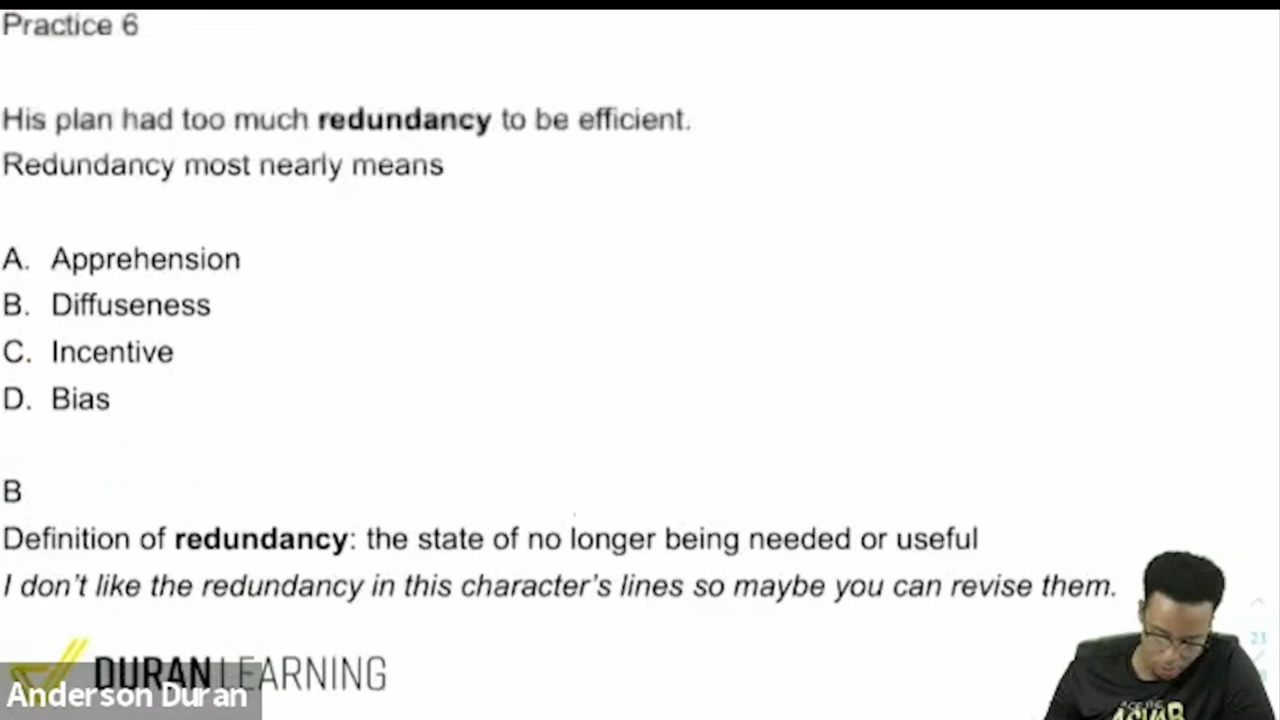 Practice 6
His plan had too much redundancy to be efficient.
Redundancy most nearly means
A. Apprehension
B. Diffuseness
C. Incentive
D. Bias
B
Definition of redundancy: the state of no longer being needed or useful
I don't like the redundancy in this character's lines so maybe you can revise them.
23
DURAN LEARNING
Anderson Duran